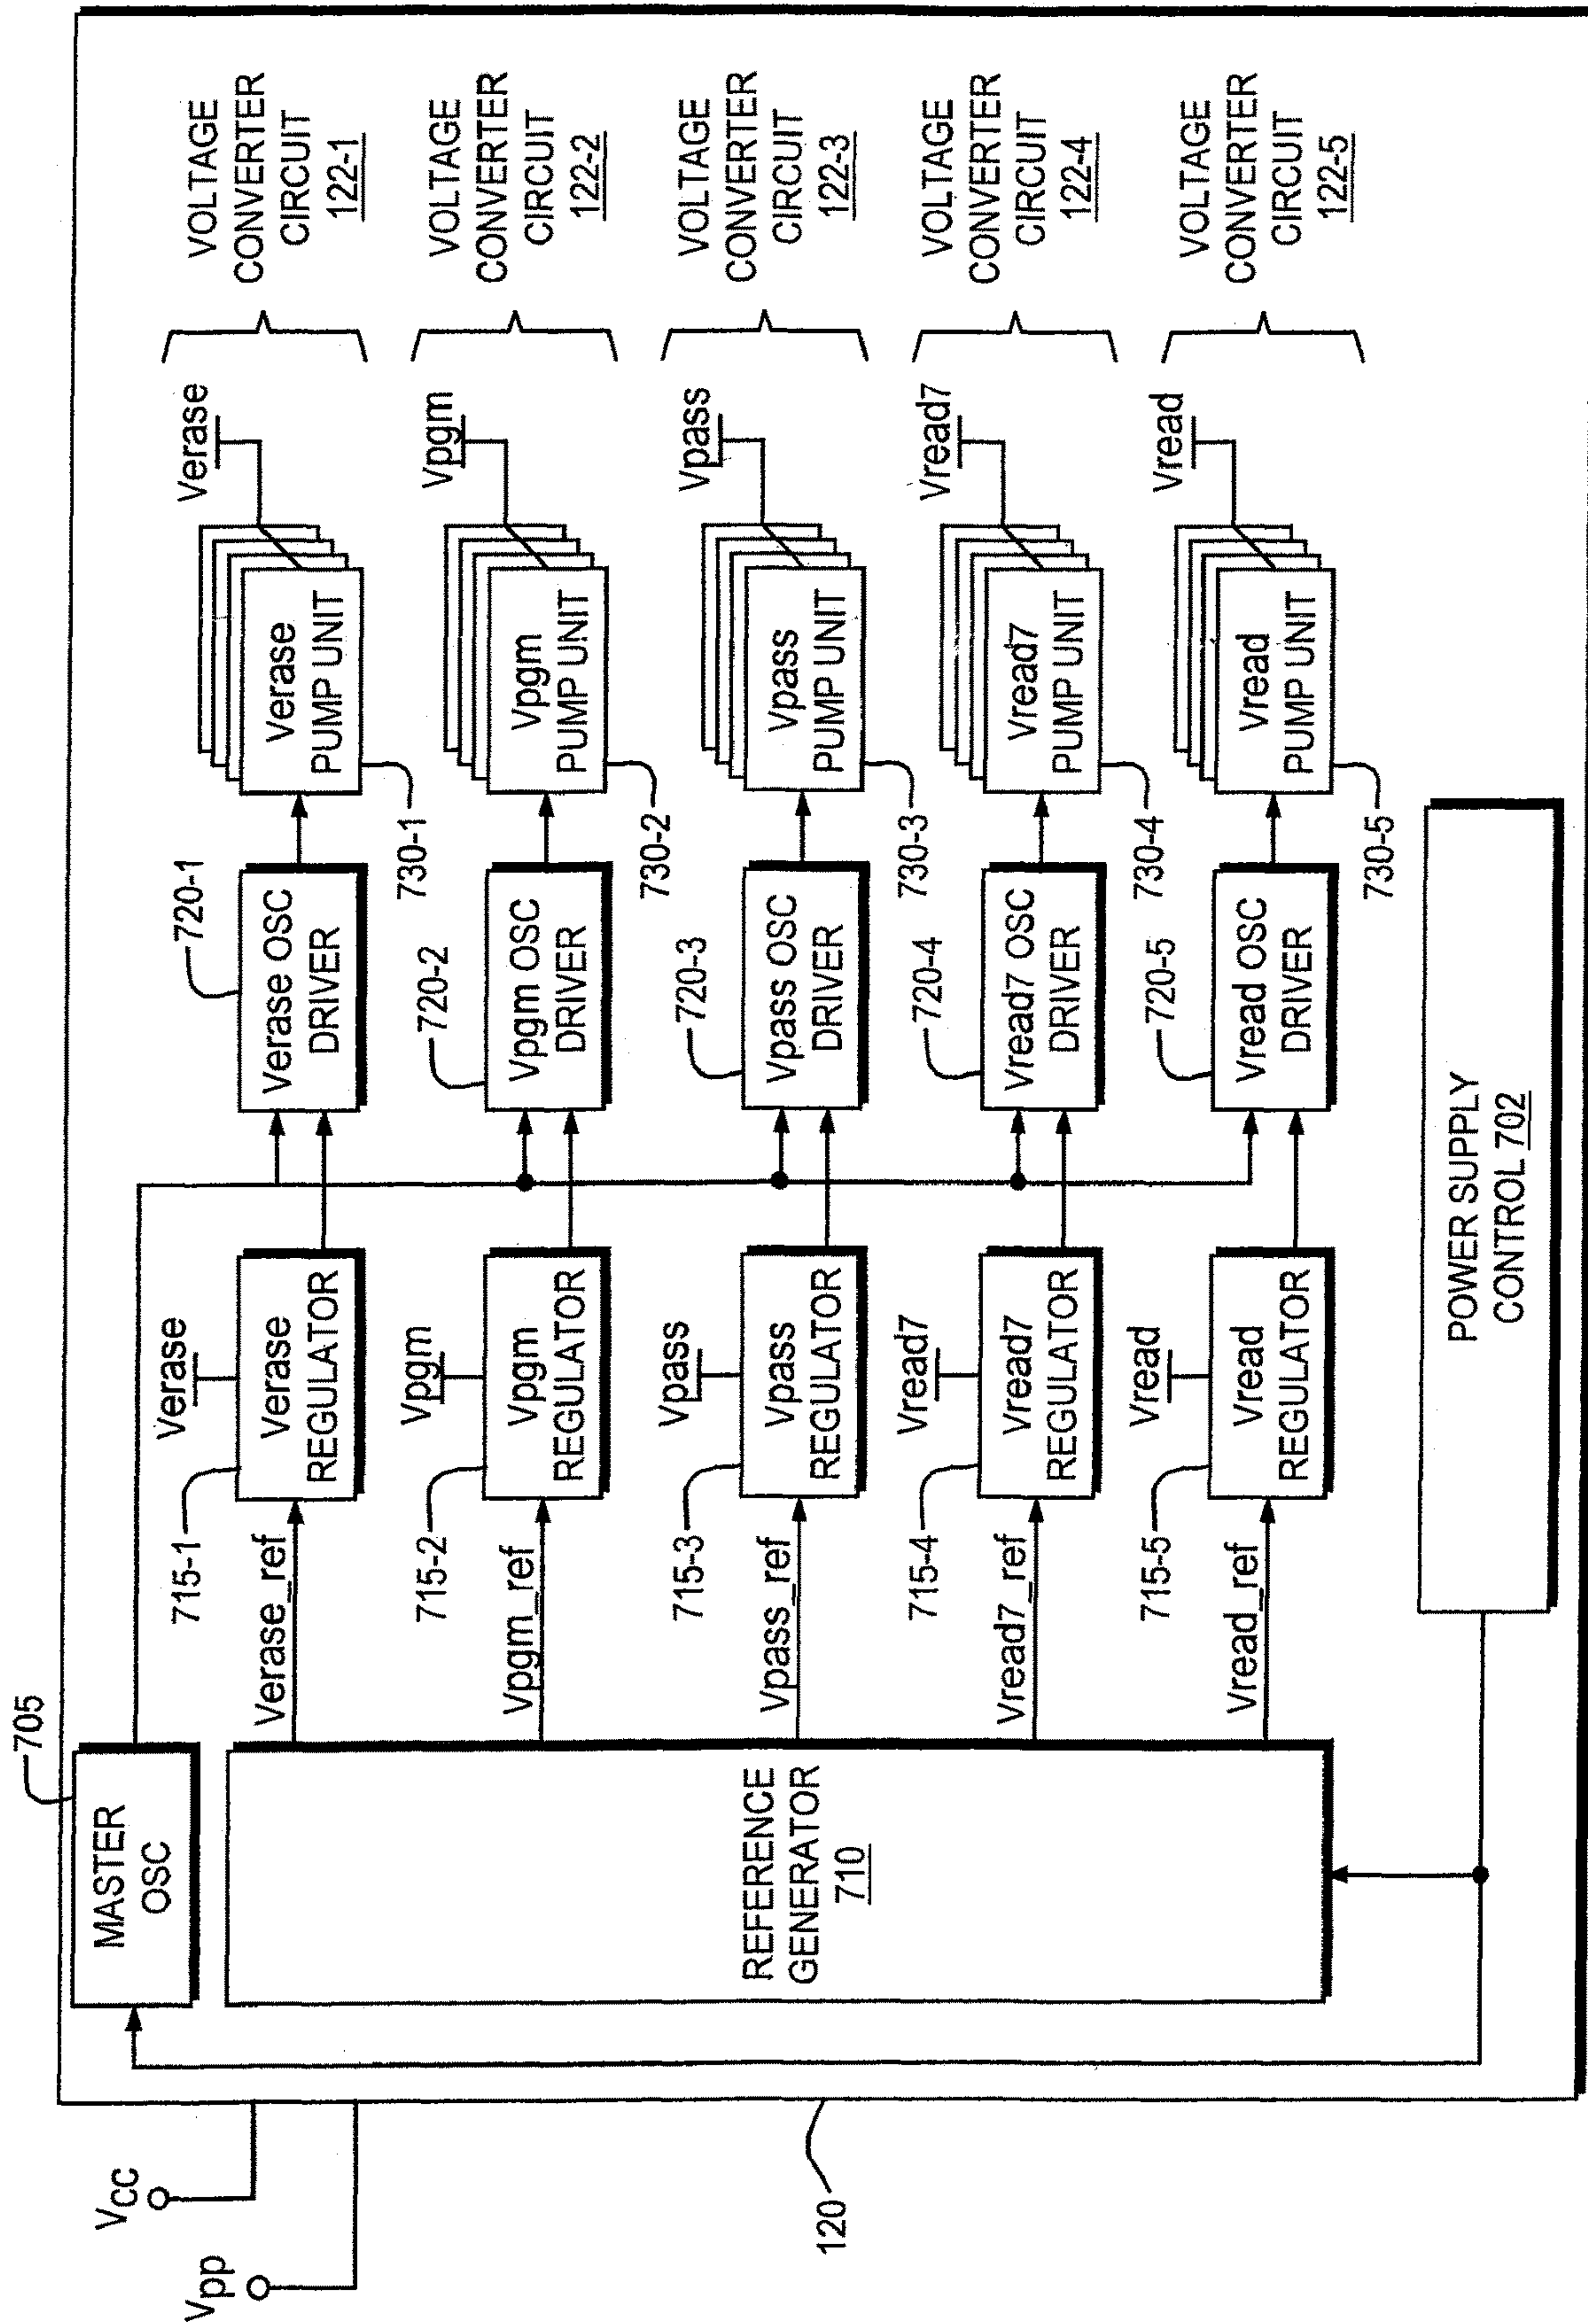 705
MASTER
OSC
Vcc
Vpp
120
REFERENCE
GENERATOR
710
Verase_ref
715-1
Verase
Verase
REGULATOR
720-1
Verase OSC
DRIVER
730-1
Verase
PUMP UNIT
Verase
VOLTAGE
CONVERTER
CIRCUIT
122-1
Vpgm_ref
715-2
Vpgm
Vpgm
REGULATOR
720-2
Vpgm OSC
DRIVER
730-2
Vpgm
PUMP UNIT
Vpgm
VOLTAGE
CONVERTER
CIRCUIT
122-2
Vpass_ref
715-3
Vpass
Vpass
REGULATOR
720-3
Vpass OSC
DRIVER
730-3
Vpass
PUMP UNIT
Vpass
VOLTAGE
CONVERTER
CIRCUIT
122-3
Vread7_ref
715-4
Vread7
Vread7
REGULATOR
720-4
Vread7 OSC
DRIVER
730-4
Vread7
PUMP UNIT
Vread7
VOLTAGE
CONVERTER
CIRCUIT
122-4
Vread_ref
715-5
Vread
Vread
REGULATOR
720-5
Vread OSC
DRIVER
730-5
Vread
PUMP UNIT
Vread
VOLTAGE
CONVERTER
CIRCUIT
122-5
POWER SUPPLY
CONTROL 702